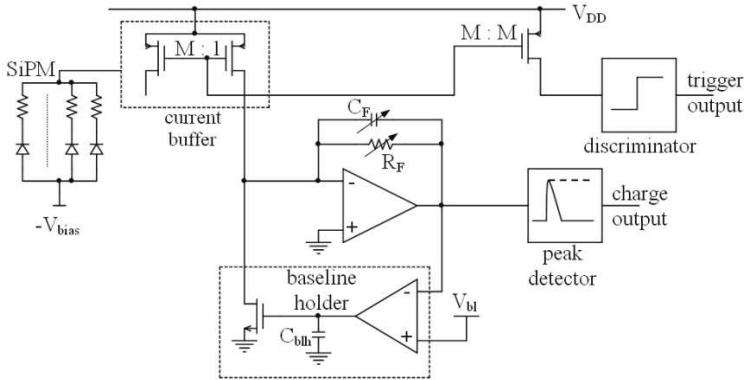 V_DD
M : 1
M : M
SiPM
current
buffer
trigger
output
discriminator
C_F
R_F
-
+
charge
output
peak
detector
-V_bias
baseline
holder
C_blh
-
+
V_bl